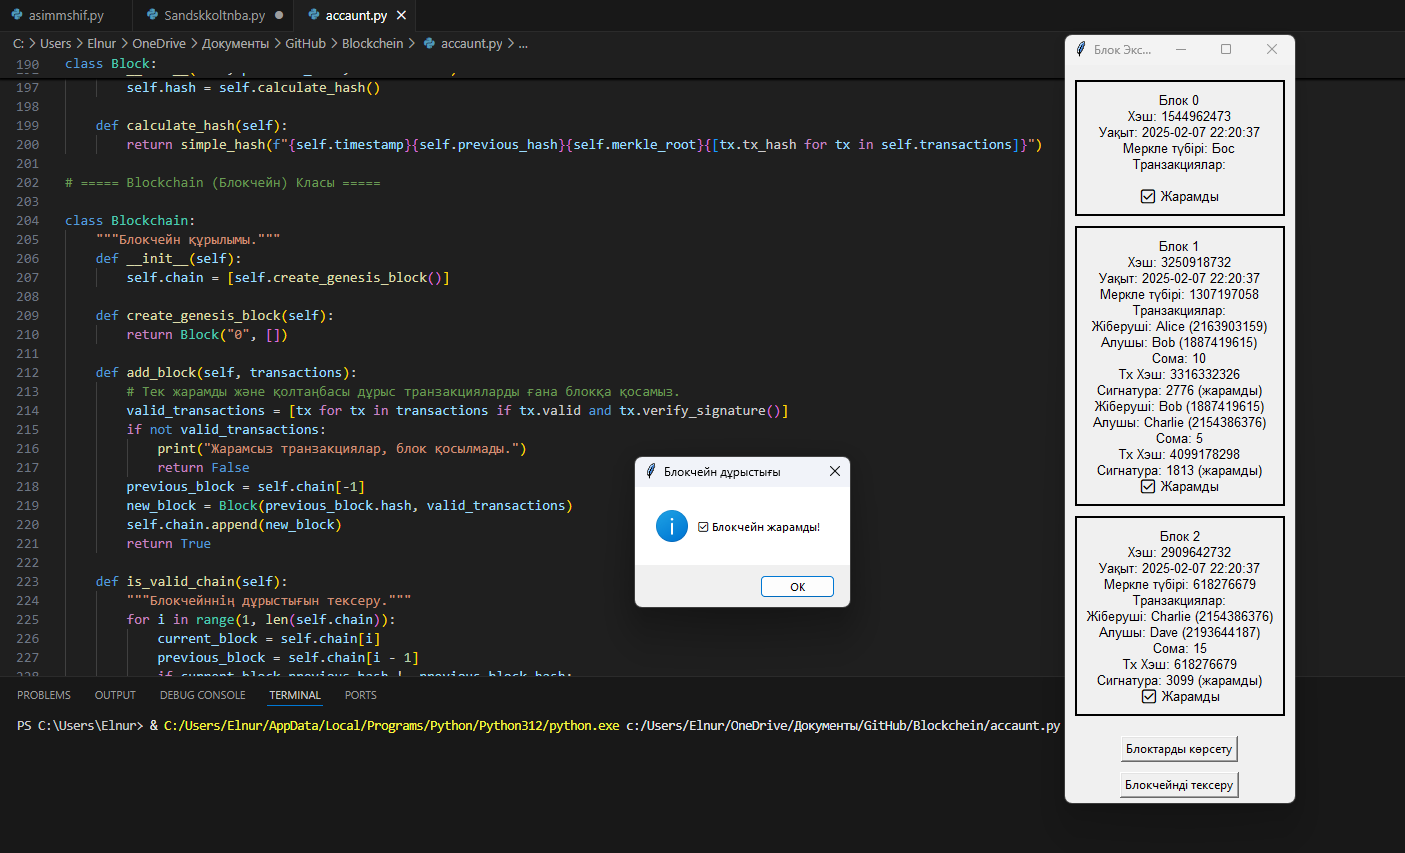 asimmshif.py
Sandskkoltnba.py
accaunt.py
C: > Users > Elnur > OneDrive > Документы > GitHub > Blockchein > accaunt.py > ...
190 class Block:
197 self.hash = self.calculate_hash()
198
199 def calculate_hash(self):
200 return simple_hash(f"{self.timestamp}{self.previous_hash}{self.merkle_root}{[tx.tx_hash for tx in self.transactions]}")
201
202 # ===== Blockchain (Блокчейн) Класы =====
203
204 class Blockchain:
205 """Блокчейн құрылымы."""
206 def __init__(self):
207 self.chain = [self.create_genesis_block()]
208
209 def create_genesis_block(self):
210 return Block("0", [])
211
212 def add_block(self, transactions):
213 # Тек жарамды және қолтаңбасы дұрыс транзакцияларды ғана блокқа қосамыз.
214 valid_transactions = [tx for tx in transactions if tx.valid and tx.verify_signature()]
215 if not valid_transactions:
216 print("Жарамсыз транзакциялар, блок қосылмады.")
217 return False
218 previous_block = self.chain[-1]
219 new_block = Block(previous_block.hash, valid_transactions)
220 self.chain.append(new_block)
221 return True
222
223 def is_valid_chain(self):
224 """Блокчейннің дұрыстығын тексеру."""
225 for i in range(1, len(self.chain)):
226 current_block = self.chain[i]
227 previous_block = self.chain[i - 1]
PROBLEMS
OUTPUT
DEBUG CONSOLE
TERMINAL
PORTS
PS C:\Users\Elnur> & C:/Users/Elnur/AppData/Local/Programs/Python/Python312/python.exe c:/Users/Elnur/OneDrive/Документы/GitHub/Blockchein/accaunt.py
Блокчейн дұрыстығы
Блокчейн жарамды!
OK
Блок Экс...
Блок 0
Хэш: 1544962473
Уақыт: 2025-02-07 22:20:37
Меркле түбірі: Бос
Транзакциялар:
Жарамды
Блок 1
Хэш: 3250918732
Уақыт: 2025-02-07 22:20:37
Меркле түбірі: 1307197058
Транзакциялар:
Жіберуші: Alice (2163903159)
Алушы: Bob (1887419615)
Сома: 10
Тх Хэш: 3316332326
Сигнатура: 2776 (жарамды)
Жіберуші: Bob (1887419615)
Алушы: Charlie (2154386376)
Сома: 5
Тх Хэш: 4099178298
Сигнатура: 1813 (жарамды)
Жарамды
Блок 2
Хэш: 2909642732
Уақыт: 2025-02-07 22:20:37
Меркле түбірі: 618276679
Транзакциялар:
Жіберуші: Charlie (2154386376)
Алушы: Dave (2193644187)
Сома: 15
Тх Хэш: 618276679
Сигнатура: 3099 (жарамды)
Жарамды
Блоктарды көрсету
Блокчейнді тексеру